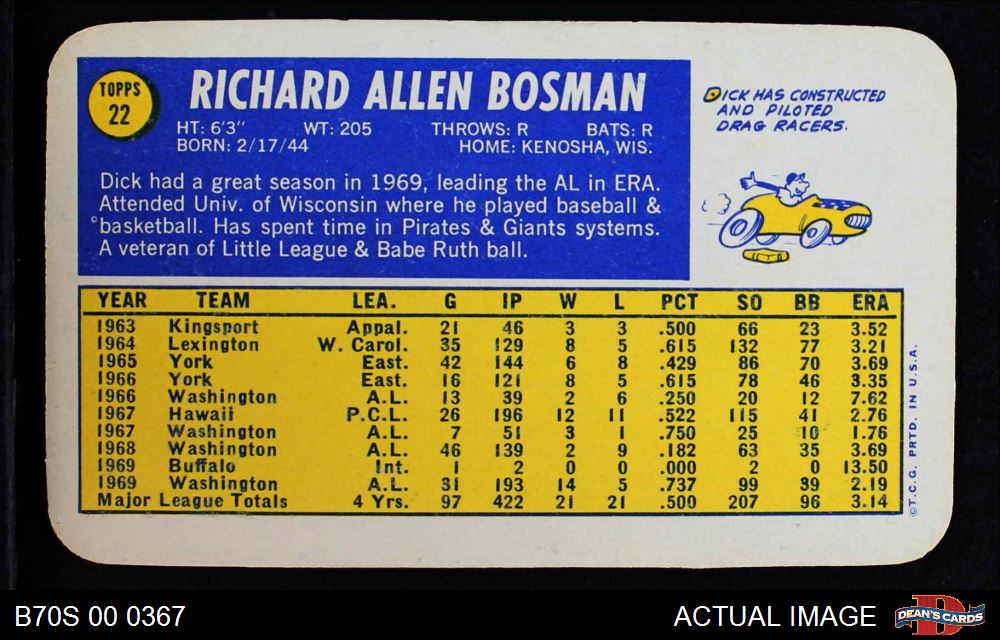 TOPPS
22
RICHARD ALLEN BOSMAN
HT: 6'3" WT: 205 THROWS: R BATS: R
BORN: 2/17/44 HOME: KENOSHA, WIS.
Dick had a great season in 1969, leading the AL in ERA.
Attended Univ. of Wisconsin where he played baseball &
basketball. Has spent time in Pirates & Giants systems.
A veteran of Little League & Babe Ruth ball.
DICK HAS CONSTRUCTED
AND PILOTED
DRAG RACERS.
YEAR TEAM LEA. G IP W L PCT SO BB ERA
1963 Kingsport Appal. 21 46 3 3 .500 66 23 3.52
1964 Lexington W. Carol. 35 129 8 5 .615 132 77 3.21
1965 York East. 42 144 6 8 .429 86 70 3.69
1966 York East. 16 121 8 5 .615 78 46 3.35
1966 Washington A.L. 13 39 2 6 .250 20 12 7.62
1967 Hawaii P.C.L. 26 196 12 11 .522 115 41 2.76
1967 Washington A.L. 7 51 3 1 .750 25 10 1.76
1968 Washington A.L. 46 139 2 9 .182 63 35 3.69
1969 Buffalo Int. 1 2 0 0 .000 2 0 13.50
1969 Washington A.L. 31 193 14 5 .737 99 39 2.19
Major League Totals 4 Yrs. 97 422 21 21 .500 207 96 3.14
©T.C.G. PRTD. IN U.S.A.
B70S 00 0367
ACTUAL IMAGE
D
DEAN'S CARDS